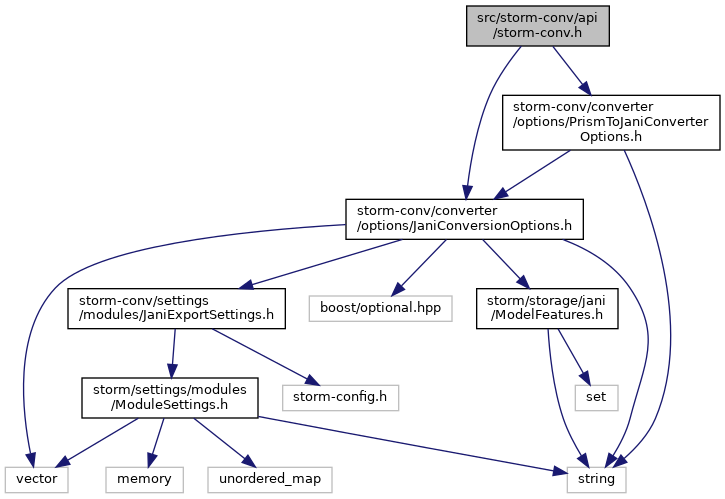 src/storm-conv/api
/storm-conv.h
storm-conv/converter
/options/PrismToJaniConverter
Options.h
storm-conv/converter
/options/JaniConversionOptions.h
storm-conv/settings
/modules/JaniExportSettings.h
boost/optional.hpp
storm/storage/jani
/ModelFeatures.h
storm/settings/modules
/ModuleSettings.h
storm-config.h
set
vector
memory
unordered_map
string